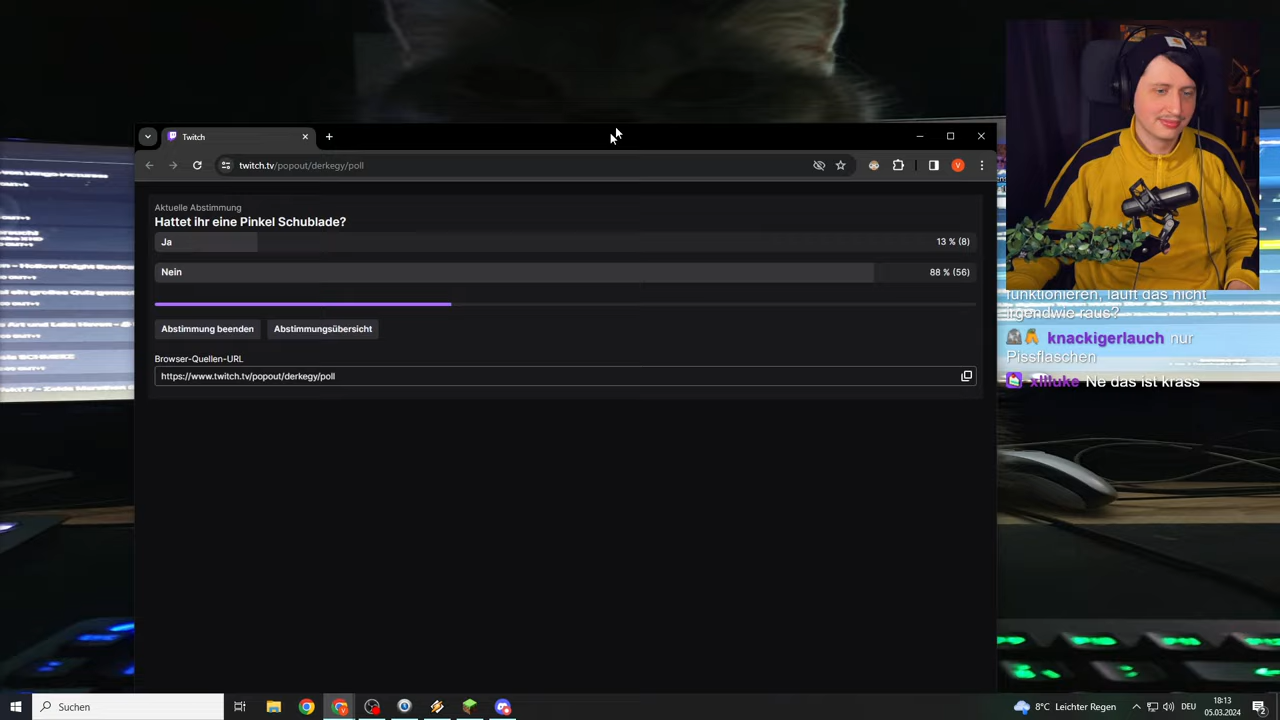 Twitch
twitch.tv/popout/derkegy/poll
Aktuelle Abstimmung
Hattet ihr eine Pinkel Schublade?
Ja
13 % (8)
Nein
88 % (56)
Abstimmung beenden
Abstimmungsübersicht
Browser-Quellen-URL
https://www.twitch.tv/popout/derkegy/poll
funktionieren, läuft das nicht
irgendwie raus?
knackigerlauch nur
Pissflaschen
xllluke Ne das ist krass
Suchen
8°C Leichter Regen
DEU
18:13
05.03.2024
2
V